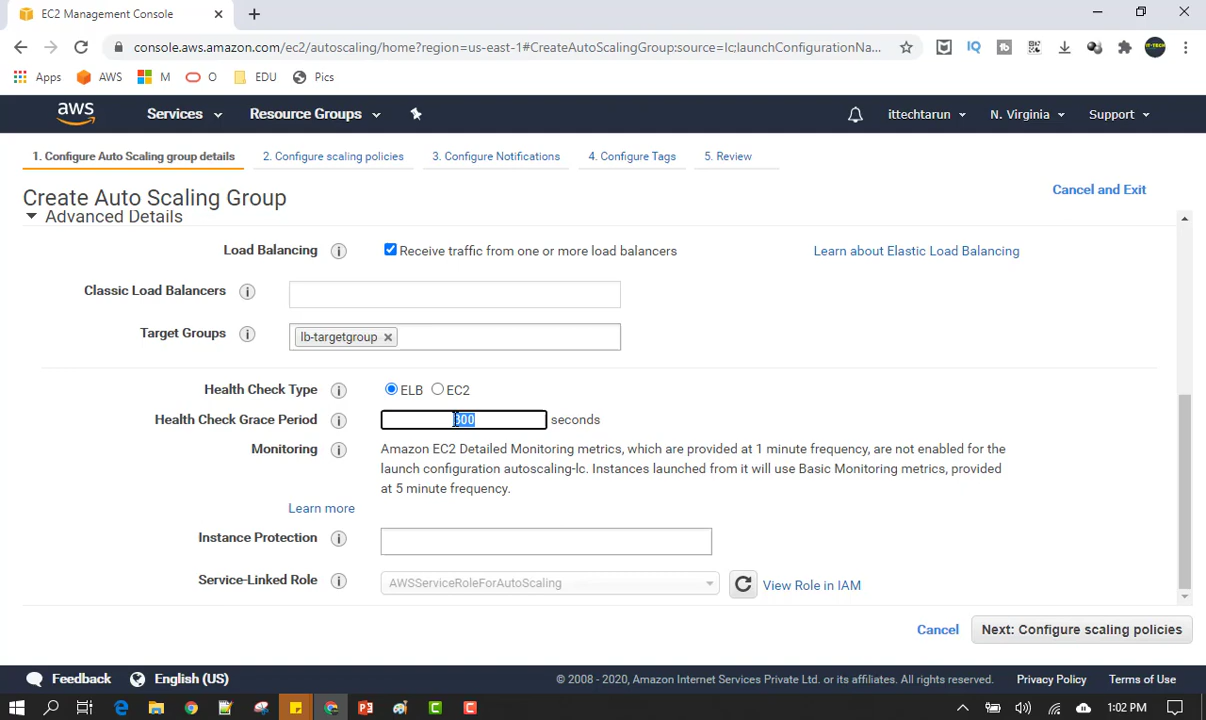 EC2 Management Console
console.aws.amazon.com/ec2/autoscaling/home?region=us-east-1#CreateAutoScalingGroup:source=lc;launchConfigurationNa...
Apps AWS M O EDU Pics
aws Services Resource Groups ittechtarun N. Virginia Support
1. Configure Auto Scaling group details 2. Configure scaling policies 3. Configure Notifications 4. Configure Tags 5. Review
Create Auto Scaling Group Cancel and Exit
Advanced Details
Load Balancing Receive traffic from one or more load balancers Learn about Elastic Load Balancing
Classic Load Balancers
Target Groups lb-targetgroup
Health Check Type ELB EC2
Health Check Grace Period 300 seconds
Monitoring Amazon EC2 Detailed Monitoring metrics, which are provided at 1 minute frequency, are not enabled for the
launch configuration autoscaling-lc. Instances launched from it will use Basic Monitoring metrics, provided
at 5 minute frequency.
Learn more
Instance Protection
Service-Linked Role AWSServiceRoleForAutoScaling View Role in IAM
Cancel Next: Configure scaling policies
Feedback English (US) © 2008 - 2020, Amazon Internet Services Private Ltd. or its affiliates. All rights reserved. Privacy Policy Terms of Use
1:02 PM